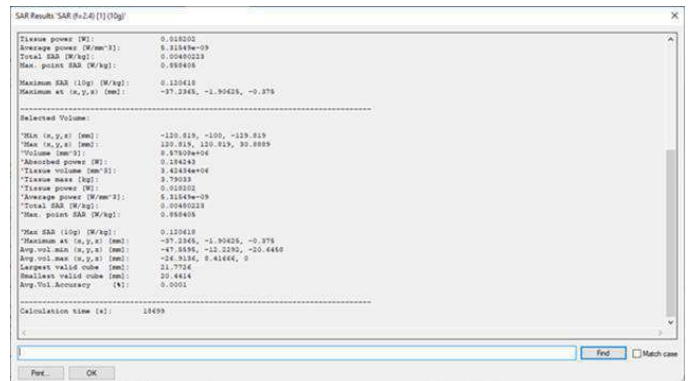 SAR Results 'SAR (f=2.4) [1] (10g)'
Tissue power [W]: 0.018202
Average power [W/mm^3]: 5.31549e-09
Total SAR [W/kg]: 0.00480223
Max. point SAR [W/kg]: 0.858405
Maximum SAR (10g) [W/kg]: 0.120618
Maximum at (x,y,z) [mm]: -37.2365, -1.90625, -0.375
Selected Volume:
"Min (x,y,z) [mm]: -120.819, -100, -129.819
"Max (x,y,z) [mm]: 120.819, 120.819, 30.8889
"Volume [mm^3]: 8.57508e+06
"Absorbed power [W]: 0.184243
"Tissue volume [mm^3]: 3.42434e+06
"Tissue mass [kg]: 3.79033
"Tissue power [W]: 0.018202
"Average power [W/mm^3]: 5.31549e-09
"Total SAR [W/kg]: 0.00480223
"Max. point SAR [W/kg]: 0.858405
"Max SAR (10g) [W/kg]: 0.120618
"Maximum at (x,y,z) [mm]: -37.2365, -1.90625, -0.375
Avg.vol.min (x,y,z) [mm]: -47.5595, -12.2292, -20.6458
Avg.vol.max (x,y,z) [mm]: -26.9136, 8.41666, 0
Largest valid cube [mm]: 21.7726
Smallest valid cube [mm]: 20.4614
Avg.Vol.Accuracy [%]: 0.0001
Calculation time [s]: 18699
Find
Match case
Print...
OK